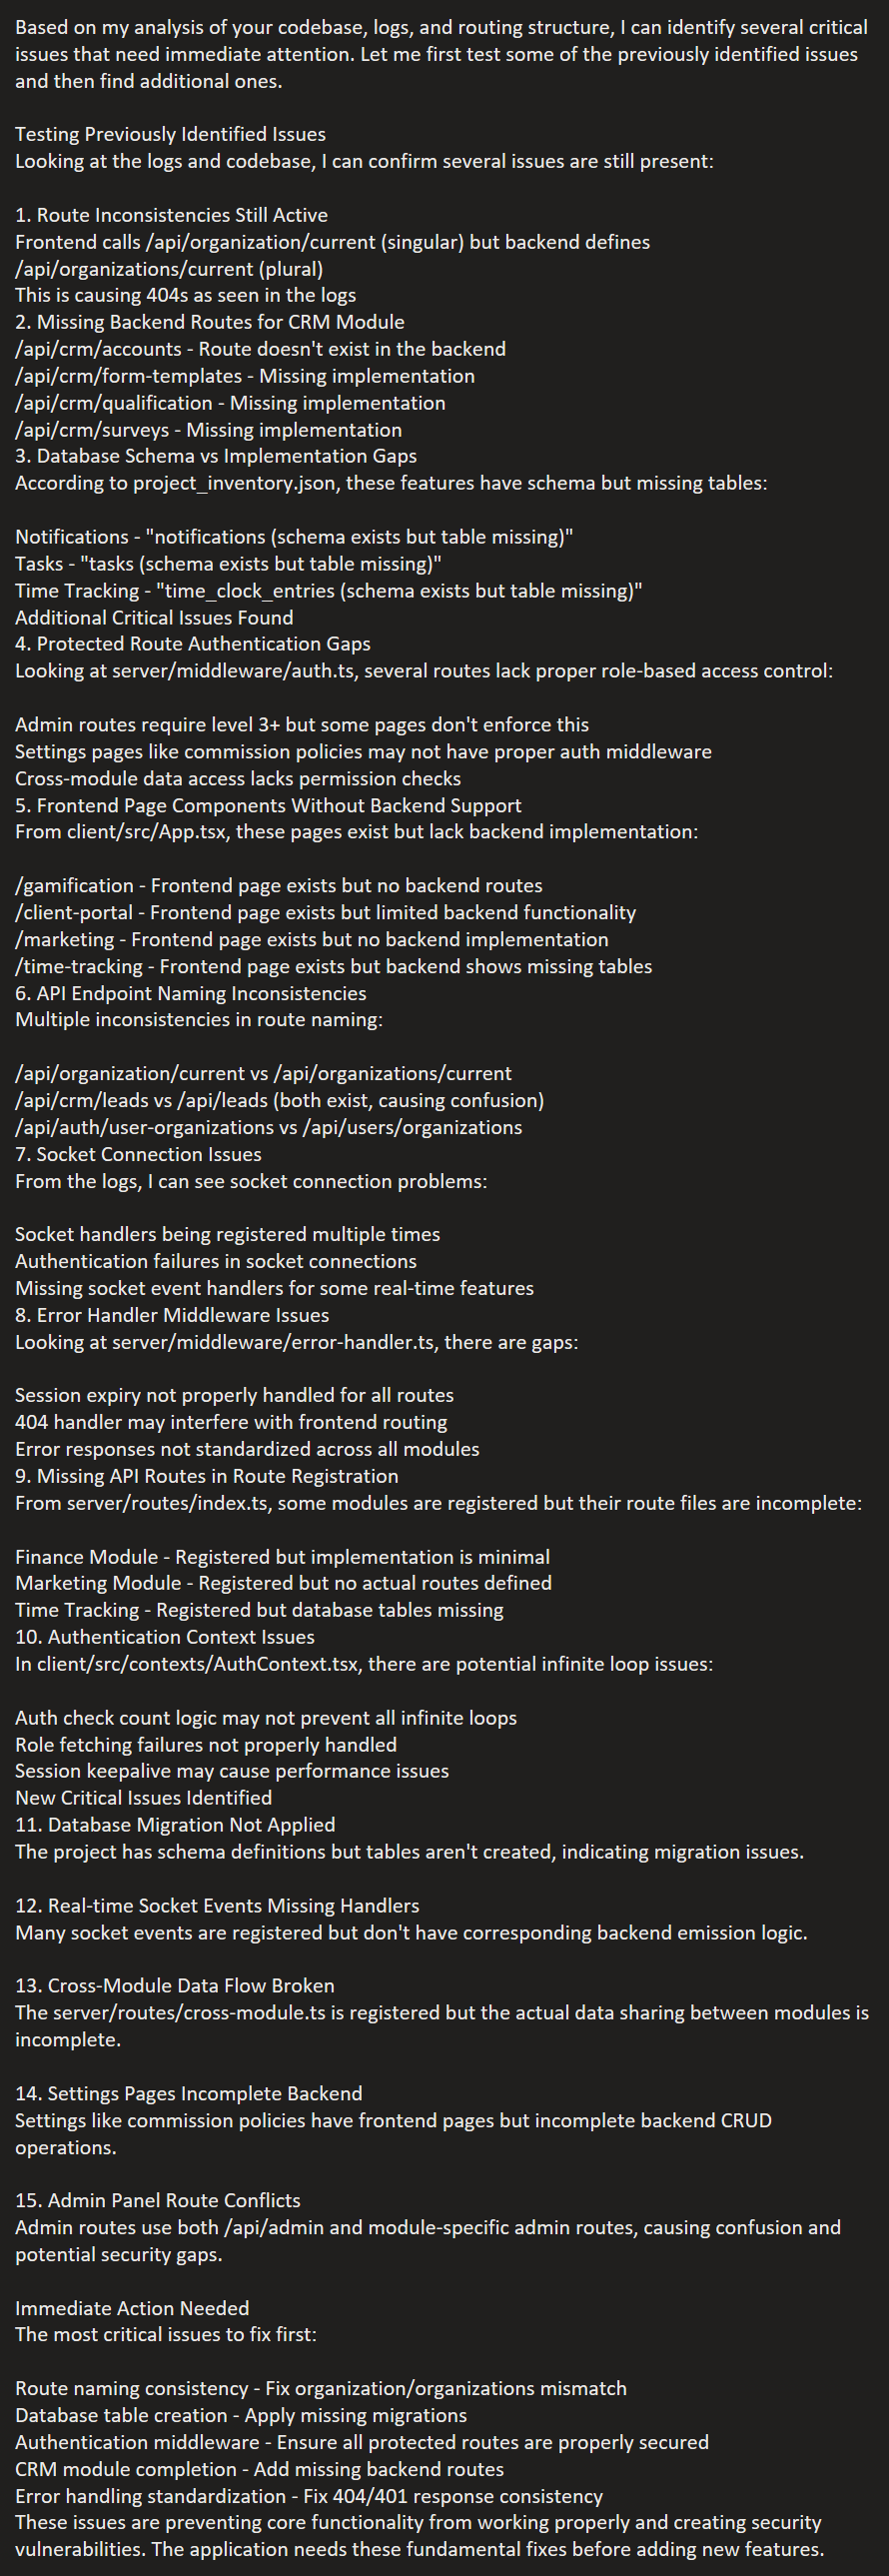 Based on my analysis of your codebase, logs, and routing structure, I can identify several critical
issues that need immediate attention. Let me first test some of the previously identified issues
and then find additional ones.
Testing Previously Identified Issues
Looking at the logs and codebase, I can confirm several issues are still present:
1. Route Inconsistencies Still Active
Frontend calls /api/organization/current (singular) but backend defines
/api/organizations/current (plural)
This is causing 404s as seen in the logs
2. Missing Backend Routes for CRM Module
/api/crm/accounts - Route doesn't exist in the backend
/api/crm/form-templates - Missing implementation
/api/crm/qualification - Missing implementation
/api/crm/surveys - Missing implementation
3. Database Schema vs Implementation Gaps
According to project_inventory.json, these features have schema but missing tables:
Notifications - "notifications (schema exists but table missing)"
Tasks - "tasks (schema exists but table missing)"
Time Tracking - "time_clock_entries (schema exists but table missing)"
Additional Critical Issues Found
4. Protected Route Authentication Gaps
Looking at server/middleware/auth.ts, several routes lack proper role-based access control:
Admin routes require level 3+ but some pages don't enforce this
Settings pages like commission policies may not have proper auth middleware
Cross-module data access lacks permission checks
5. Frontend Page Components Without Backend Support
From client/src/App.tsx, these pages exist but lack backend implementation:
/gamification - Frontend page exists but no backend routes
/client-portal - Frontend page exists but limited backend functionality
/marketing - Frontend page exists but no backend implementation
/time-tracking - Frontend page exists but backend shows missing tables
6. API Endpoint Naming Inconsistencies
Multiple inconsistencies in route naming:
/api/organization/current vs /api/organizations/current
/api/crm/leads vs /api/leads (both exist, causing confusion)
/api/auth/user-organizations vs /api/users/organizations
7. Socket Connection Issues
From the logs, I can see socket connection problems:
Socket handlers being registered multiple times
Authentication failures in socket connections
Missing socket event handlers for some real-time features
8. Error Handler Middleware Issues
Looking at server/middleware/error-handler.ts, there are gaps:
Session expiry not properly handled for all routes
404 handler may interfere with frontend routing
Error responses not standardized across all modules
9. Missing API Routes in Route Registration
From server/routes/index.ts, some modules are registered but their route files are incomplete:
Finance Module - Registered but implementation is minimal
Marketing Module - Registered but no actual routes defined
Time Tracking - Registered but database tables missing
10. Authentication Context Issues
In client/src/contexts/AuthContext.tsx, there are potential infinite loop issues:
Auth check count logic may not prevent all infinite loops
Role fetching failures not properly handled
Session keepalive may cause performance issues
New Critical Issues Identified
11. Database Migration Not Applied
The project has schema definitions but tables aren't created, indicating migration issues.
12. Real-time Socket Events Missing Handlers
Many socket events are registered but don't have corresponding backend emission logic.
13. Cross-Module Data Flow Broken
The server/routes/cross-module.ts is registered but the actual data sharing between modules is
incomplete.
14. Settings Pages Incomplete Backend
Settings like commission policies have frontend pages but incomplete backend CRUD
operations.
15. Admin Panel Route Conflicts
Admin routes use both /api/admin and module-specific admin routes, causing confusion and
potential security gaps.
Immediate Action Needed
The most critical issues to fix first:
Route naming consistency - Fix organization/organizations mismatch
Database table creation - Apply missing migrations
Authentication middleware - Ensure all protected routes are properly secured
CRM module completion - Add missing backend routes
Error handling standardization - Fix 404/401 response consistency
These issues are preventing core functionality from working properly and creating security
vulnerabilities. The application needs these fundamental fixes before adding new features.